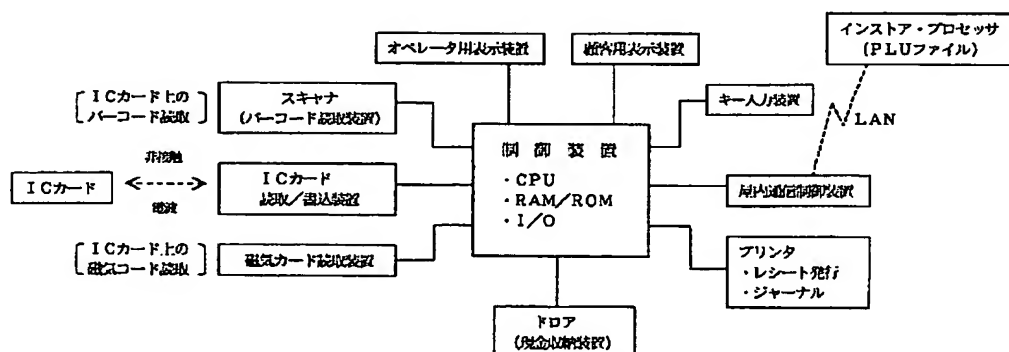 オペレータ用表示装置
顧客用表示装置
インストア・プロセッサ
(PLUファイル)
ICカード上の
バーコード読取
スキャナ
(バーコード読取装置)
キー入力装置
LAN
制御装置
・CPU
・RAM/ROM
・I/O
非接触
ICカード
電波
ICカード
読取/書込装置
屋内通信制御装置
ICカード上の
磁気コード読取
磁気カード読取装置
プリンタ
・レシート発行
・ジャーナル
ドロア
(現金収納装置)